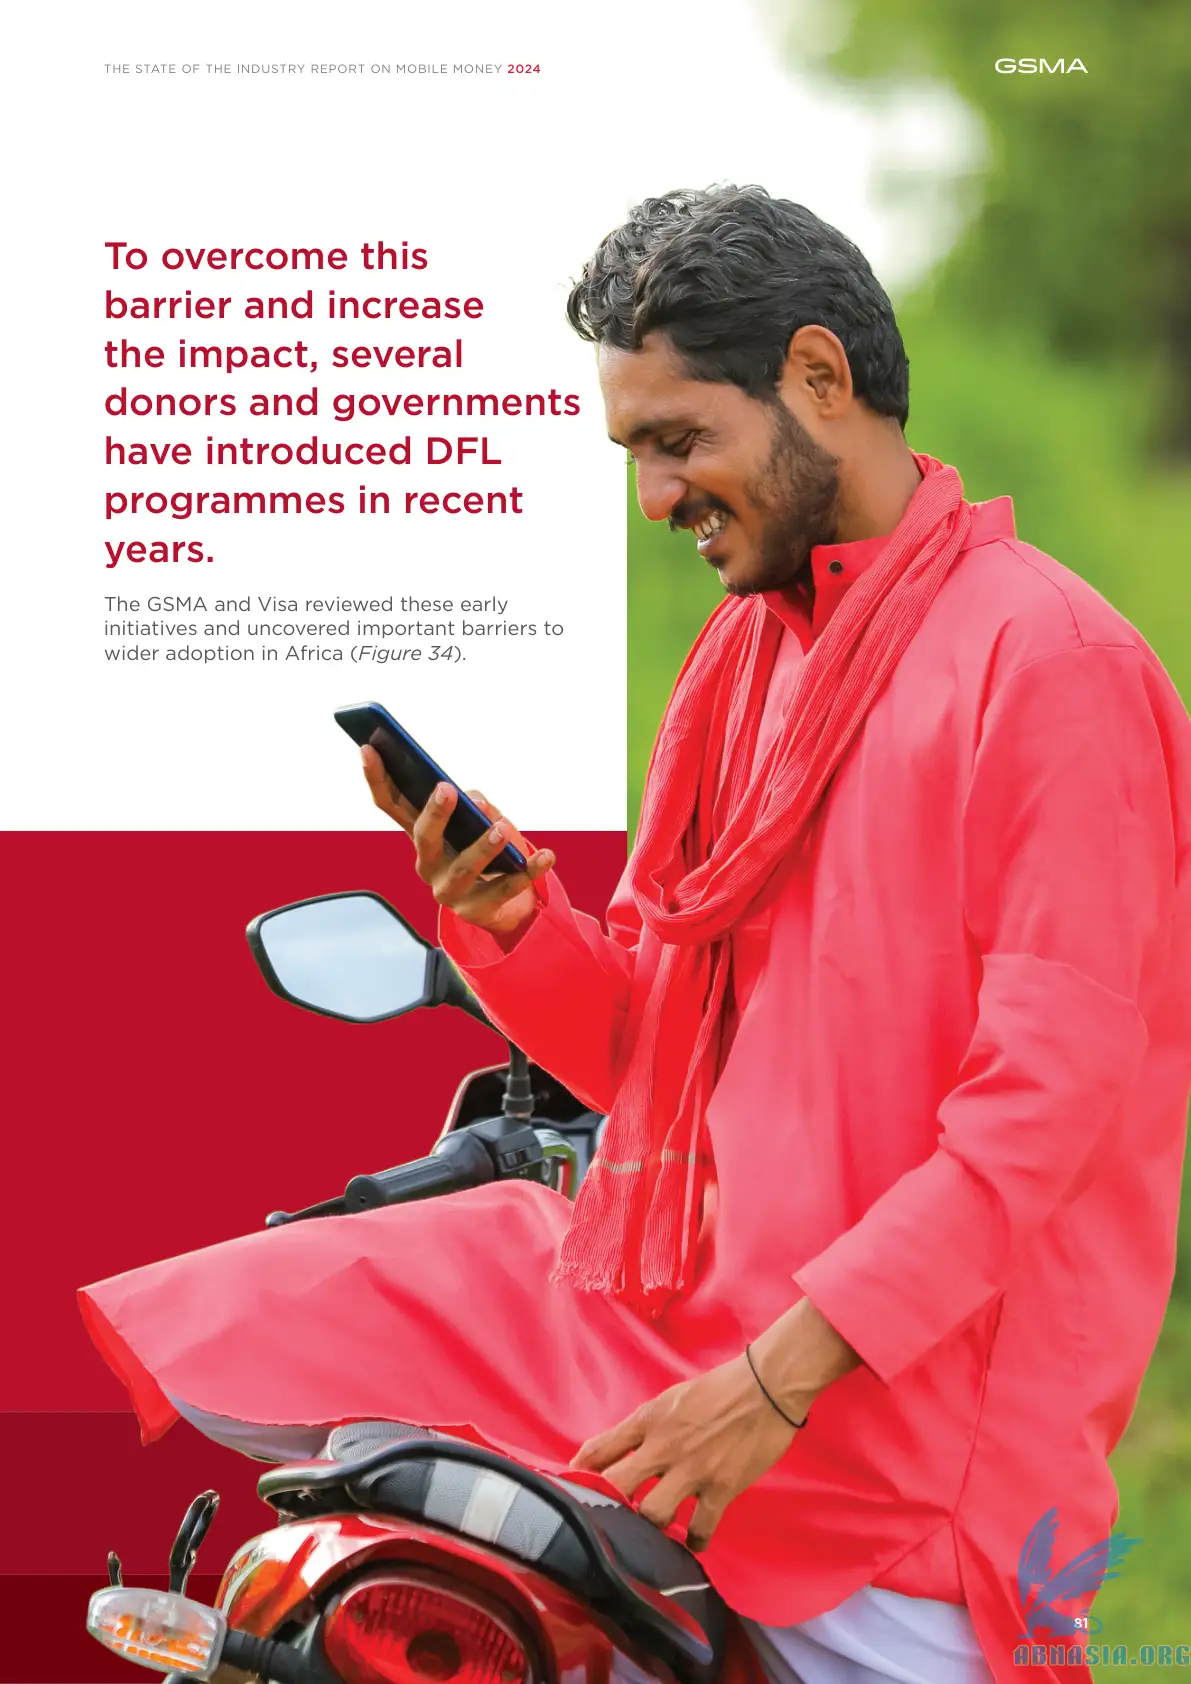 THE STATE OF THE INDUSTRY REPORT ON MOBILE MONEY 2024
GSMA
To overcome this
barrier and increase
the impact, several
donors and governments
have introduced DFL
programmes in recent
years.
The GSMA and Visa reviewed these early
initiatives and uncovered important barriers to
wider adoption in Africa (Figure 34).
81
ABNASIA.ORG